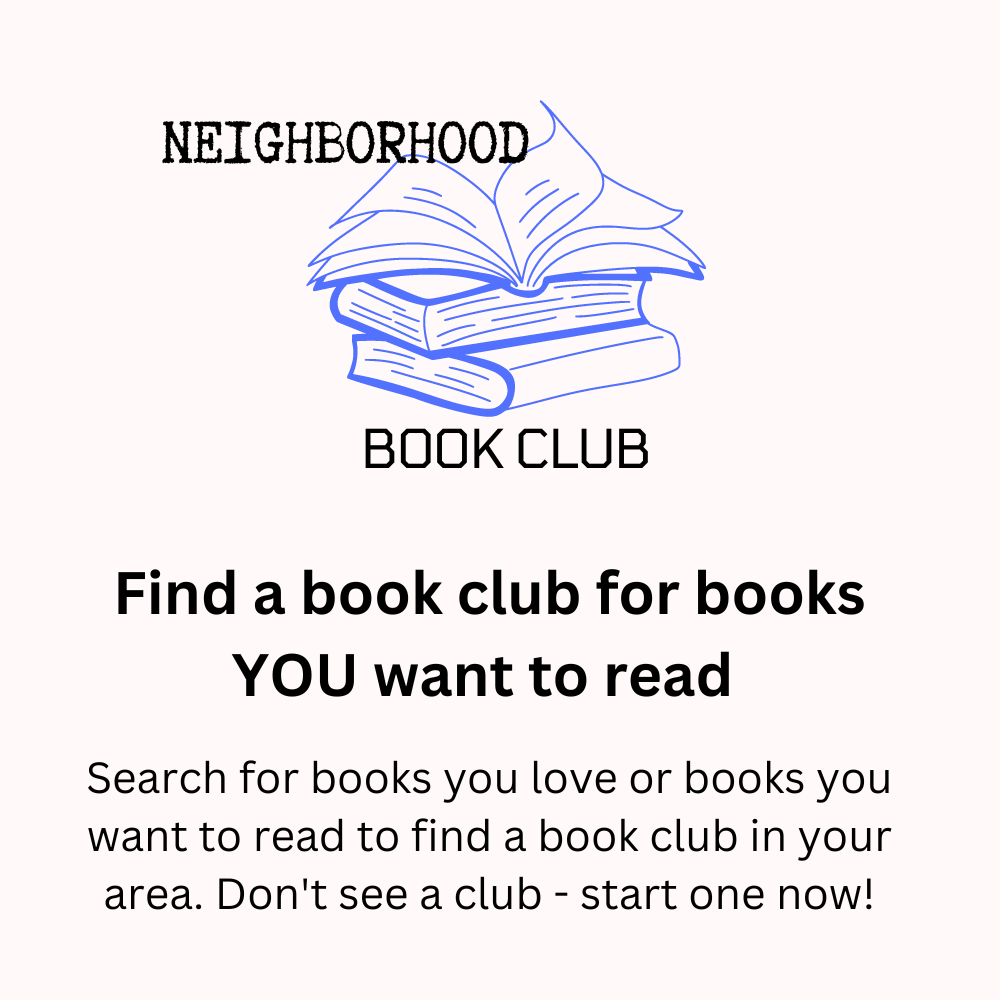 NEIGHBORHOOD
BOOK CLUB
Find a book club for books
YOU want to read
Search for books you love or books you
want to read to find a book club in your
area. Don't see a club - start one now!